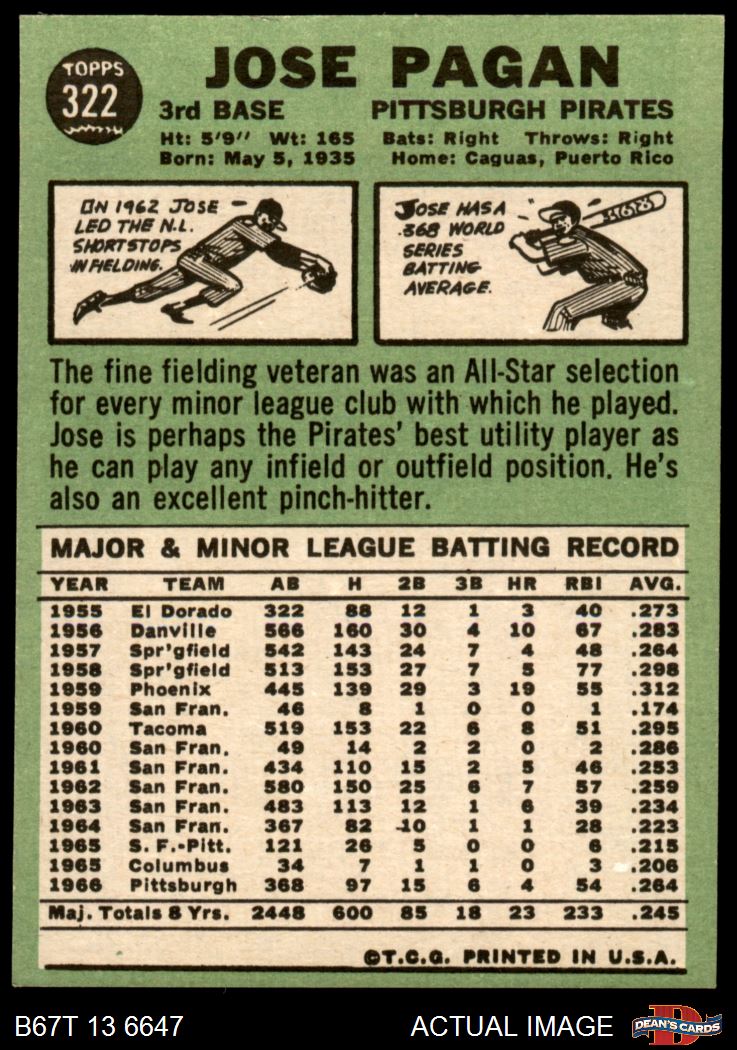 TOPPS
322
JOSE PAGAN
3rd BASE PITTSBURGH PIRATES
Ht: 5'9'' Wt: 165 Bats: Right Throws: Right
Born: May 5, 1935 Home: Caguas, Puerto Rico
IN 1962 JOSE
LED THE N.L.
SHORTSTOPS
IN FIELDING.
JOSE HAS A
.368 WORLD
SERIES
BATTING
AVERAGE.
The fine fielding veteran was an All-Star selection
for every minor league club with which he played.
Jose is perhaps the Pirates' best utility player as
he can play any infield or outfield position. He's
also an excellent pinch-hitter.
MAJOR & MINOR LEAGUE BATTING RECORD
YEAR TEAM AB H 2B 3B HR RBI AVG.
1955 El Dorado 322 88 12 1 3 40 .273
1956 Danville 566 160 30 4 10 67 .283
1957 Spr'gfield 542 143 24 7 4 48 .264
1958 Spr'gfield 513 153 27 7 5 77 .298
1959 Phoenix 445 139 29 3 19 55 .312
1959 San Fran. 46 8 1 0 0 1 .174
1960 Tacoma 519 153 22 6 8 51 .295
1960 San Fran. 49 14 2 2 0 2 .286
1961 San Fran. 434 110 15 2 5 46 .253
1962 San Fran. 580 150 25 6 7 57 .259
1963 San Fran. 483 113 12 1 6 39 .234
1964 San Fran. 367 82 10 1 1 28 .223
1965 S. F.-Pitt. 121 26 5 0 0 6 .215
1965 Columbus 34 7 1 1 0 3 .206
1966 Pittsburgh 368 97 15 6 4 54 .264
Maj. Totals 8 Yrs. 2448 600 85 18 23 233 .245
©T.C.G. PRINTED IN U.S.A.
B67T 13 6647 ACTUAL IMAGE DEAN'S CARDS